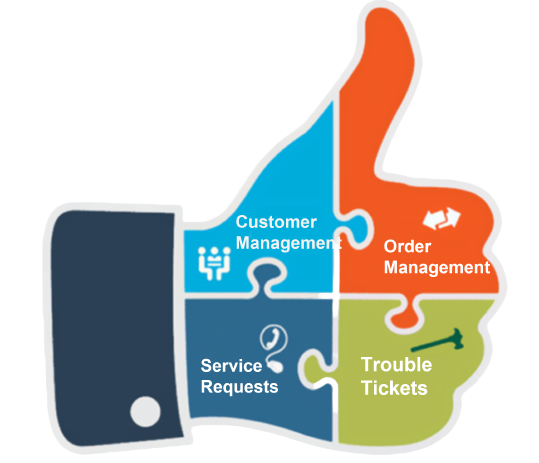 Customer
Management
Order
Management
Service
Requests
Trouble
Tickets